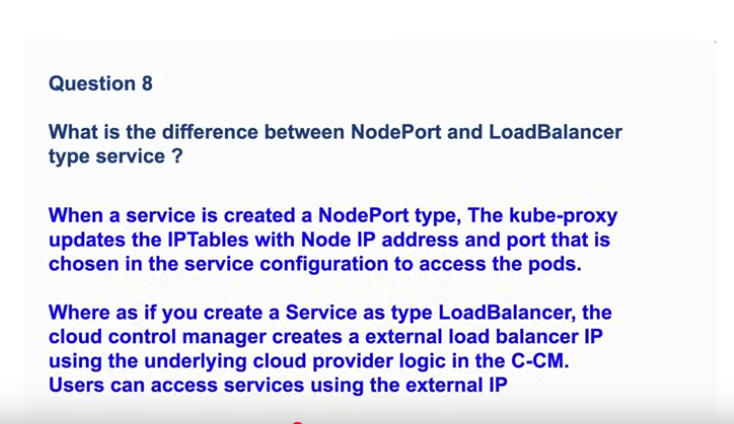 Question 8
What is the difference between NodePort and LoadBalancer
type service ?
When a service is created a NodePort type, The kube-proxy
updates the IPTables with Node IP address and port that is
chosen in the service configuration to access the pods.
Where as if you create a Service as type LoadBalancer, the
cloud control manager creates a external load balancer IP
using the underlying cloud provider logic in the C-CM.
Users can access services using the external IP